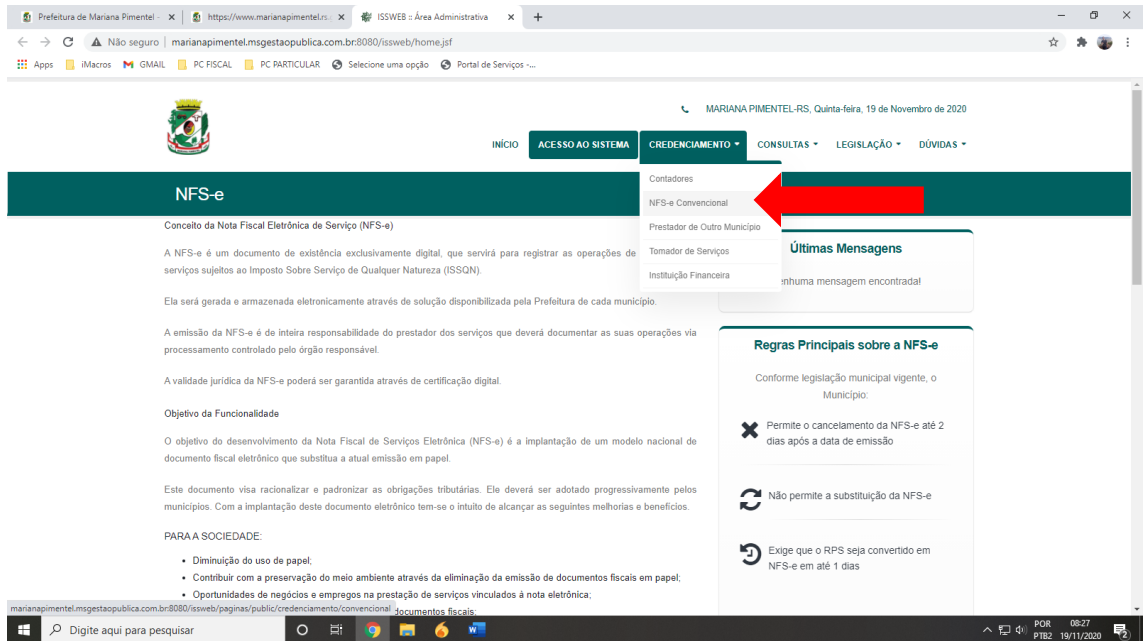 Prefeitura de Mariana Pimentel -
https://www.marianapimentel.rs.g
ISSWEB :: Área Administrativa
Não seguro | marianapimentel.msgestaopublica.com.br:8080/issweb/home.jsf
Apps iMacros GMAIL PC FISCAL PC PARTICULAR Selecione uma opção Portal de Serviços -...
MARIANA PIMENTEL-RS, Quinta-feira, 19 de Novembro de 2020
INÍCIO ACESSO AO SISTEMA CREDENCIAMENTO CONSULTAS LEGISLAÇÃO DÚVIDAS
Contadores
NFS-e Convencional
Prestador de Outro Município
Tomador de Serviços
Instituição Financeira
NFS-e
Conceito da Nota Fiscal Eletrônica de Serviço (NFS-e)
A NFS-e é um documento de existência exclusivamente digital, que servirá para registrar as operações de
serviços sujeitos ao Imposto Sobre Serviço de Qualquer Natureza (ISSQN).
Ela será gerada e armazenada eletronicamente através de solução disponibilizada pela Prefeitura de cada município.
A emissão da NFS-e é de inteira responsabilidade do prestador dos serviços que deverá documentar as suas operações via
processamento controlado pelo órgão responsável.
A validade jurídica da NFS-e poderá ser garantida através de certificação digital.
Objetivo da Funcionalidade
O objetivo do desenvolvimento da Nota Fiscal de Serviços Eletrônica (NFS-e) é a implantação de um modelo nacional de
documento fiscal eletrônico que substitua a atual emissão em papel.
Este documento visa racionalizar e padronizar as obrigações tributárias. Ele deverá ser adotado progressivamente pelos
municípios. Com a implantação deste documento eletrônico tem-se o intuito de alcançar as seguintes melhorias e benefícios.
PARA A SOCIEDADE:
• Diminuição do uso de papel;
• Contribuir com a preservação do meio ambiente através da eliminação da emissão de documentos fiscais em papel;
• Oportunidades de negócios e empregos na prestação de serviços vinculados à nota eletrônica;
documentos fiscais;
Últimas Mensagens
enhuma mensagem encontrada!
Regras Principais sobre a NFS-e
Conforme legislação municipal vigente, o
Município:
Permite o cancelamento da NFS-e até 2
dias após a data de emissão
Não permite a substituição da NFS-e
Exige que o RPS seja convertido em
NFS-e em até 1 dias
marianapimentel.msgestaopublica.com.br:8080/issweb/paginas/public/credenciamento/convencional
Digite aqui para pesquisar
POR 08:27
PTB2 19/11/2020